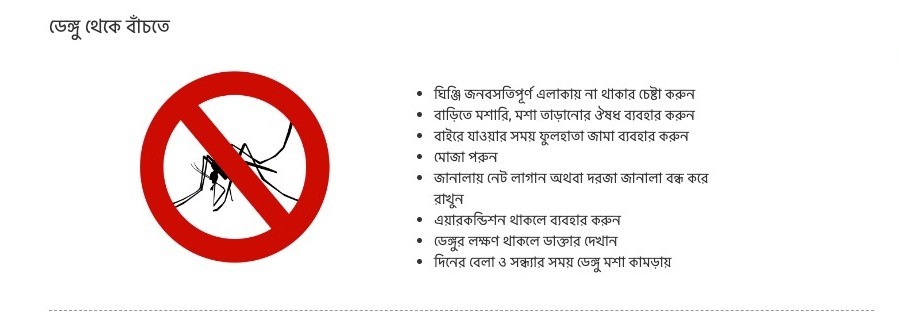 ডেঙ্গু থেকে বাঁচতে
ঘিঞ্জি জনবসতিপূর্ণ এলাকায় না থাকার চেষ্টা করুন
বাড়িতে মশারি, মশা তাড়ানোর ঔষধ ব্যবহার করুন
বাইরে যাওয়ার সময় ফুলহাতা জামা ব্যবহার করুন
মোজা পরুন
জানালায় নেট লাগান অথবা দরজা জানালা বন্ধ করে
রাখুন
এয়ারকন্ডিশন থাকলে ব্যবহার করুন
ডেঙ্গুর লক্ষণ থাকলে ডাক্তার দেখান
দিনের বেলা ও সন্ধ্যার সময় ডেঙ্গু মশা কামড়ায়